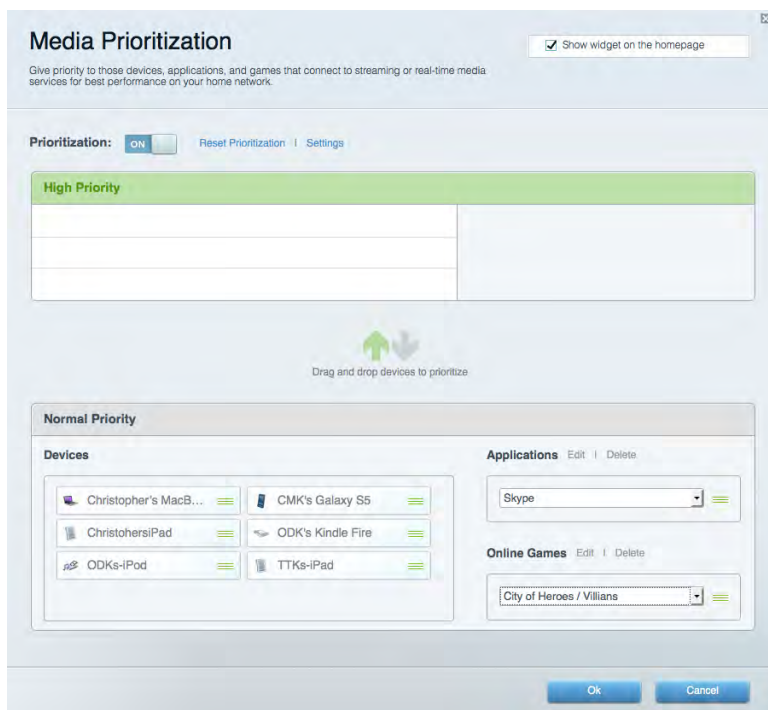 Media Prioritization
Show widget on the homepage
Give priority to those devices, applications, and games that connect to streaming or real-time media
services for best performance on your home network.
Prioritization: ON Reset Prioritization | Settings
High Priority
Drag and drop devices to prioritize
Normal Priority
Devices
Applications Edit | Delete
Christopher's MacB... CMK's Galaxy S5
Skype
ChristohersiPad ODK's Kindle Fire
Online Games Edit | Delete
ODKs-iPod TTKs-iPad
City of Heroes / Villians
Ok Cancel